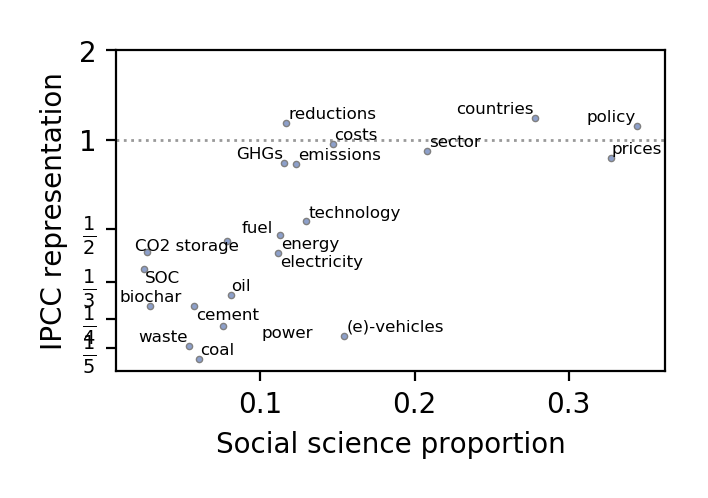 2
reductions
countries
policy
1
costs
sector
prices
GHGs
emissions
technology
1/2
fuel
CO2 storage
energy
electricity
SOC
1/3
oil
biochar
cement
1/4
power
(e)-vehicles
waste
coal
1/5
0.1 0.2 0.3
Social science proportion
IPCC representation